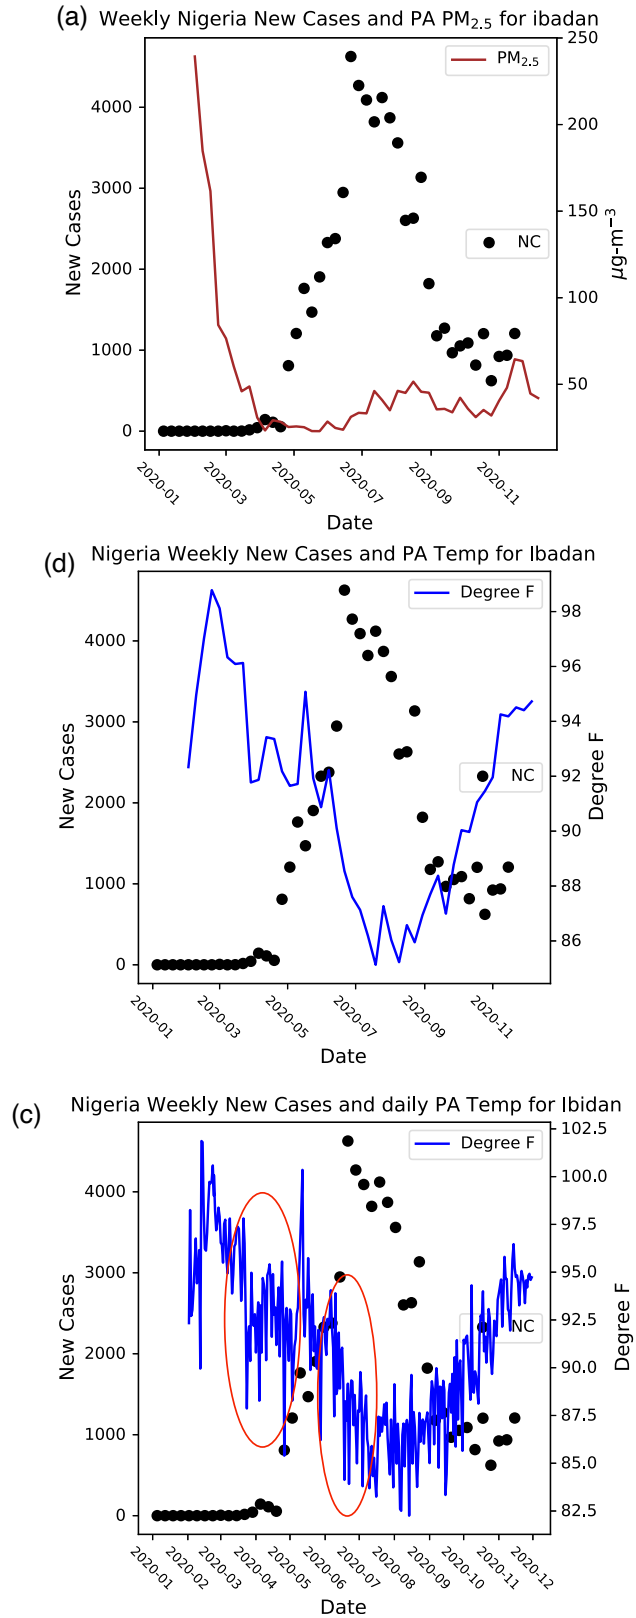 (a) Weekly Nigeria New Cases and PA PM2.5 for ibadan
250
PM2.5
4000
200
3000
150
New Cases
NC
μg-m−3
2000
100
1000
50
0
2020-01 2020-03 2020-05 2020-07 2020-09 2020-11
Date
(d) Nigeria Weekly New Cases and PA Temp for Ibadan
Degree F
98
4000
96
3000
94
New Cases
NC
92
Degree F
2000
90
1000
88
86
0
2020-01 2020-03 2020-05 2020-07 2020-09 2020-11
Date
(c) Nigeria Weekly New Cases and daily PA Temp for Ibidan
102.5
Degree F
100.0
4000
97.5
3000
95.0
New Cases
NC
92.5
Degree F
2000
90.0
87.5
1000
85.0
0
82.5
2020-01 2020-02 2020-03 2020-04 2020-05 2020-06 2020-07 2020-08 2020-09 2020-10 2020-11 2020-12
Date